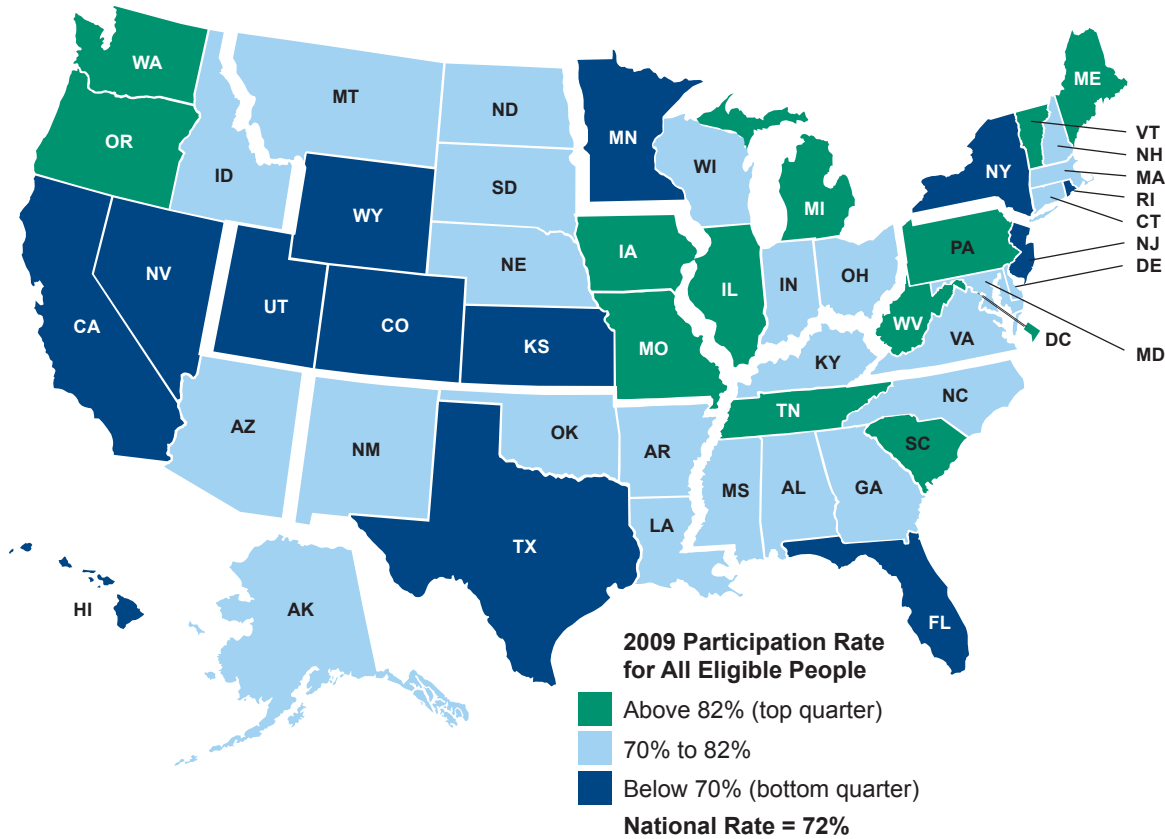 WA
ME
MT
ND
VT
MN
OR
NH
ID
WI
MA
SD
NY
WY
RI
MI
CT
IA
PA
NJ
NE
DE
NV
IL
IN
OH
UT
CA
CO
WV
KS
MO
VA
DC
MD
KY
NC
TN
AZ
OK
NM
AR
SC
MS
AL
GA
LA
TX
HI
AK
FL
2009 Participation Rate
for All Eligible People
Above 82% (top quarter)
70% to 82%
Below 70% (bottom quarter)
National Rate = 72%